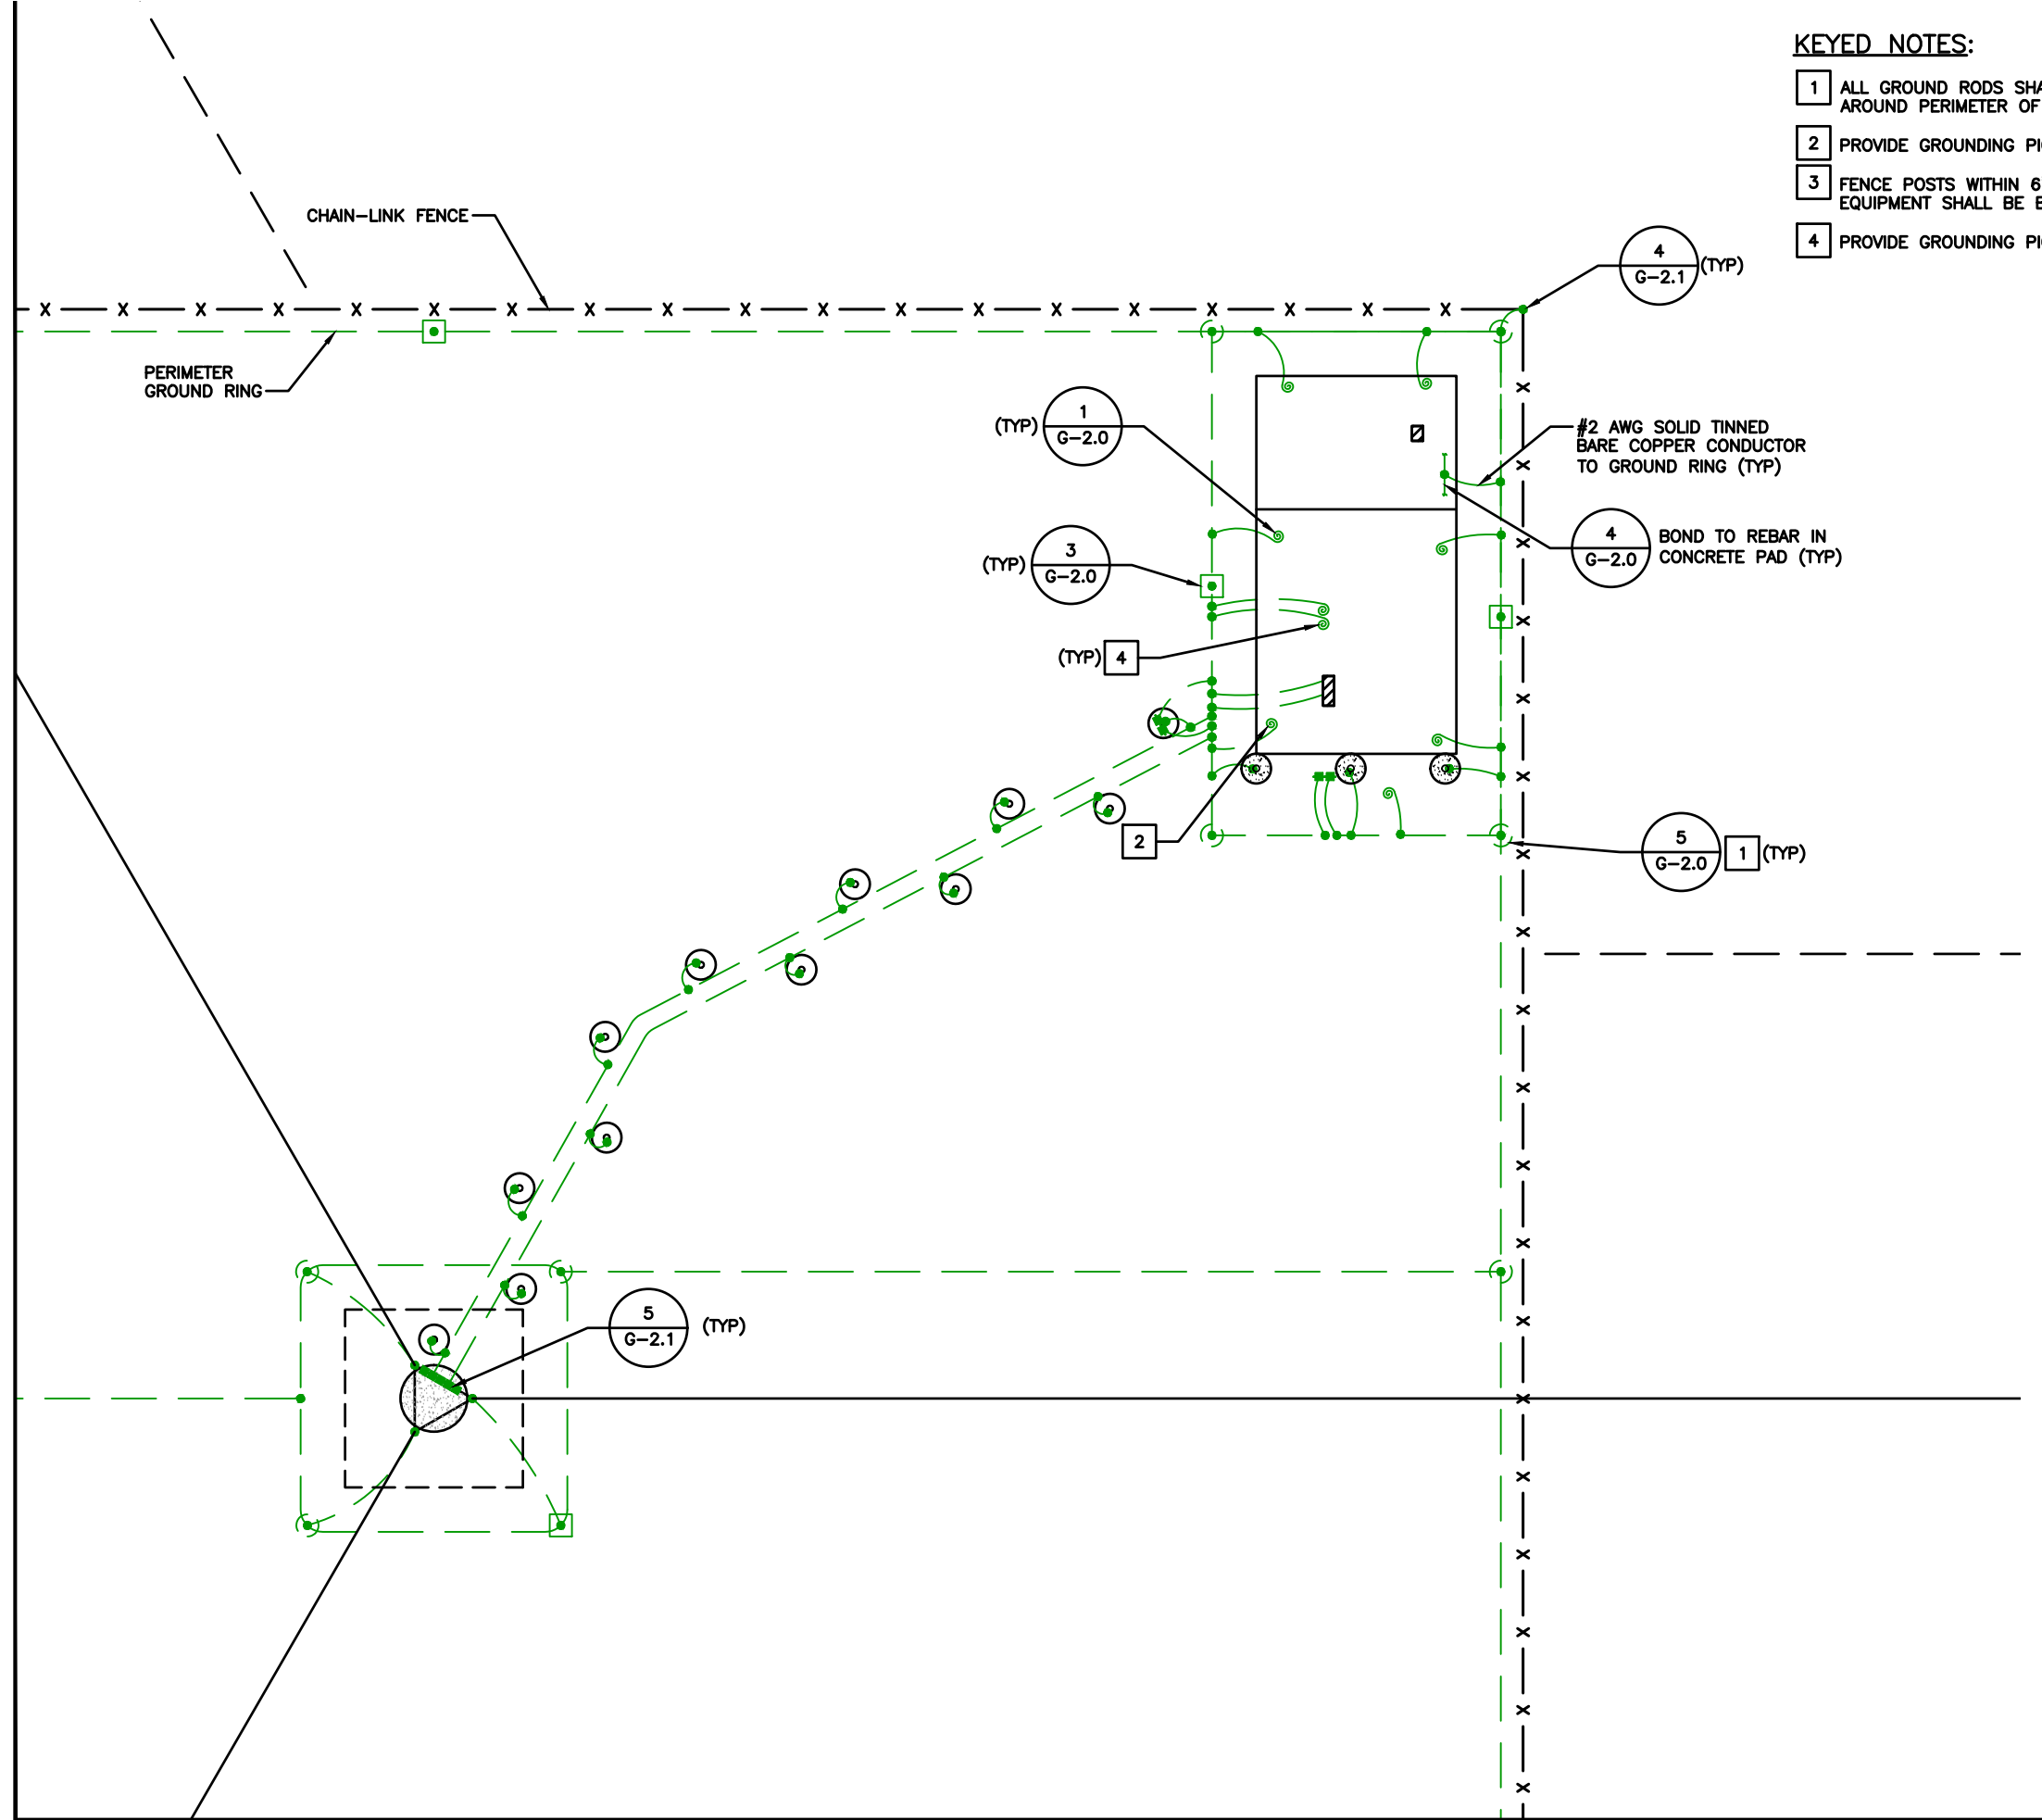 KEYED NOTES:
1 ALL GROUND RODS SHA
AROUND PERIMETER OF
2 PROVIDE GROUNDING PI
3 FENCE POSTS WITHIN 6
EQUIPMENT SHALL BE
4 PROVIDE GROUNDING PI
CHAIN-LINK FENCE
4
G-2.1 (TYP)
PERIMETER
GROUND RING
(TYP) 1
G-2.0
#2 AWG SOLID TINNED
BARE COPPER CONDUCTOR
TO GROUND RING (TYP)
(TYP) 3
G-2.0
4
G-2.0
BOND TO REBAR IN
CONCRETE PAD (TYP)
(TYP) 4
2
5
G-2.0 1 (TYP)
5
G-2.1 (TYP)